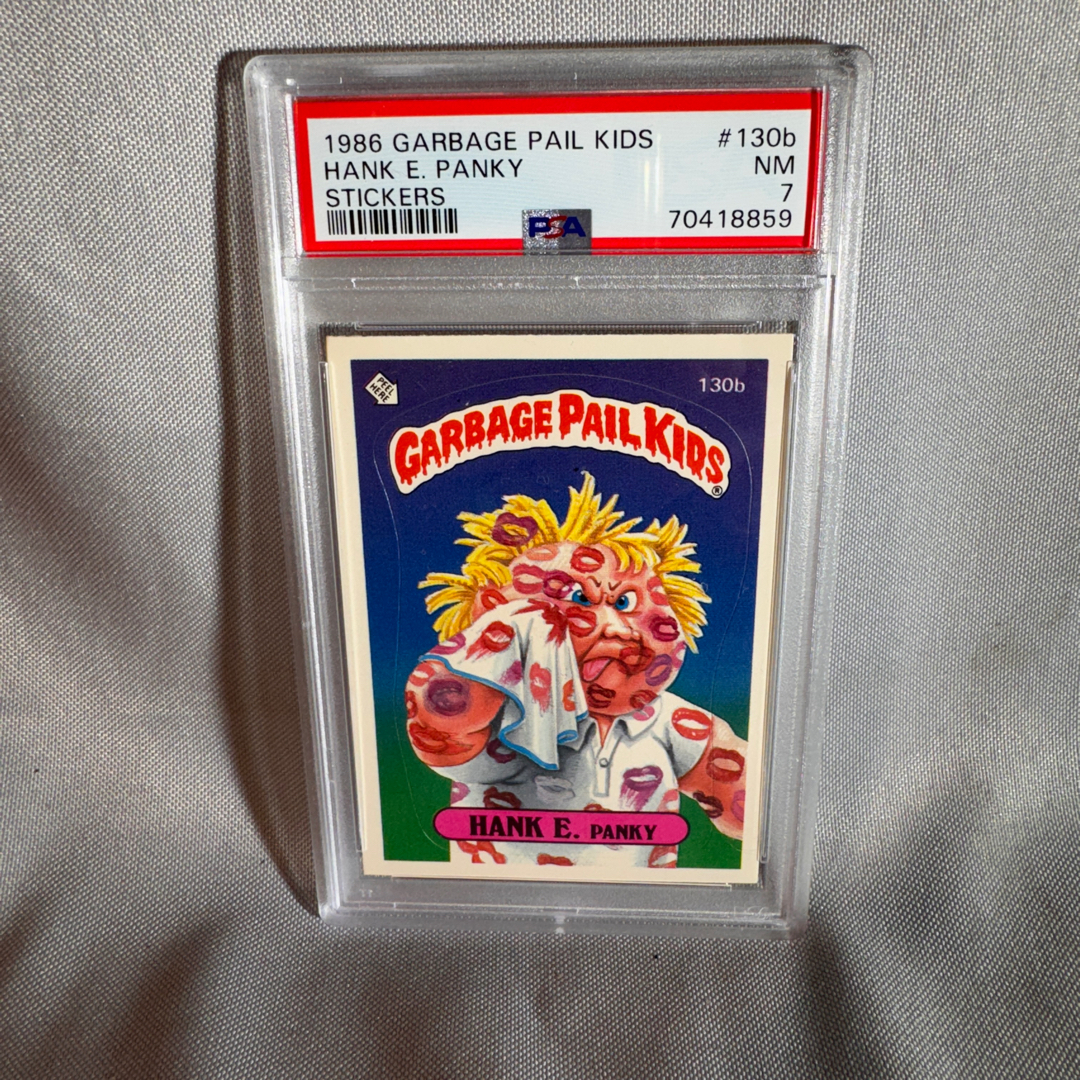 1986 GARBAGE PAIL KIDS #130b
HANK E. PANKY NM
STICKERS 7
PSA 70418859
PEEL HERE 130b
GARBAGE PAIL KIDS®
HANK E. PANKY